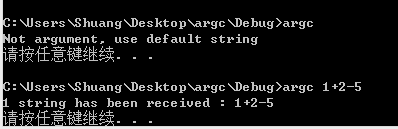 C:\Users\Shuang\Desktop\argc\Debug>argc
Not argument, use default string
请按任意键继续. . .
C:\Users\Shuang\Desktop\argc\Debug>argc 1+2-5
1 string has been received : 1+2-5
请按任意键继续. . .